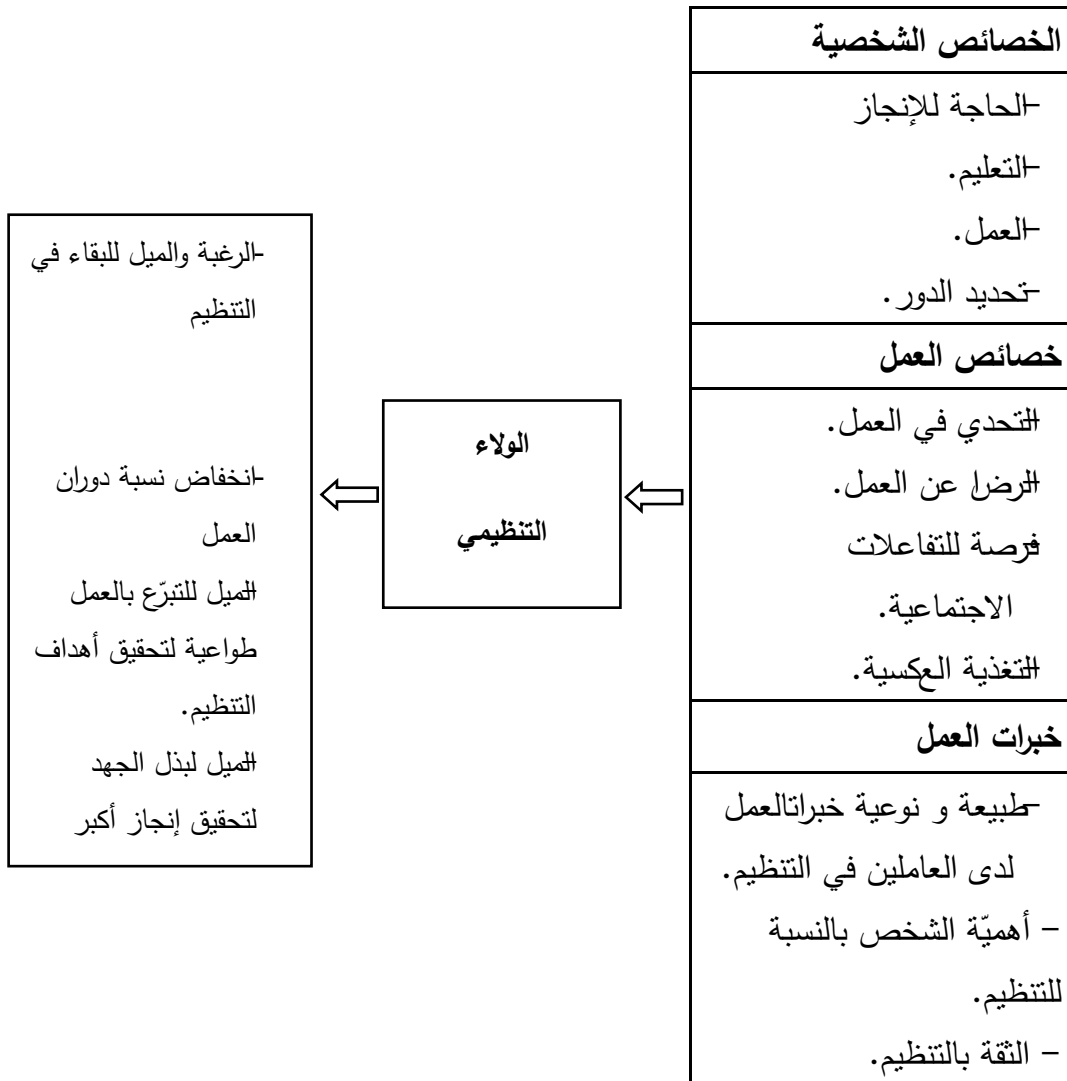 الخصائص الشخصية
-الحاجة للإنجاز
-التعليم.
-العمل.
-تحديد الدور.
خصائص العمل
-التحدي في العمل.
-الرضا عن العمل.
-فرصة للتفاعلات
الاجتماعية.
-التغذية العكسية.
خبرات العمل
-طبيعة و نوعية خبراتالعمل
لدى العاملين في التنظيم.
- أهميّة الشخص بالنسبة
للتنظيم.
- الثقة بالتنظيم.
الولاء
التنظيمي
-الرغبة والميل للبقاء في
التنظيم
-انخفاض نسبة دوران
العمل
-الميل للتبرّع بالعمل
طواعية لتحقيق أهداف
التنظيم.
-الميل لبذل الجهد
لتحقيق إنجاز أكبر